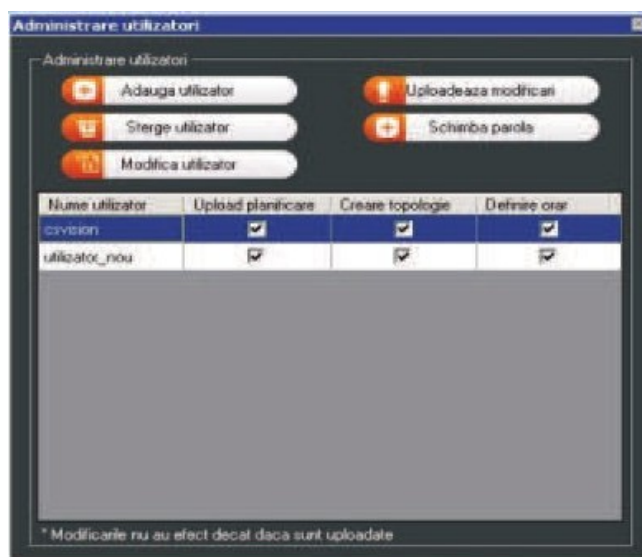 Administrare utilizatori
Administrare utilizatori
Adauga utilizator
Uploadeaza modificari
Sterge utilizator
Schimba parola
Modifica utilizator
Nume utilizator Upload planificare Creare topologie Definire orar
csvision
utilizator_nou
* Modificarile nu au efect decat daca sunt uploadate